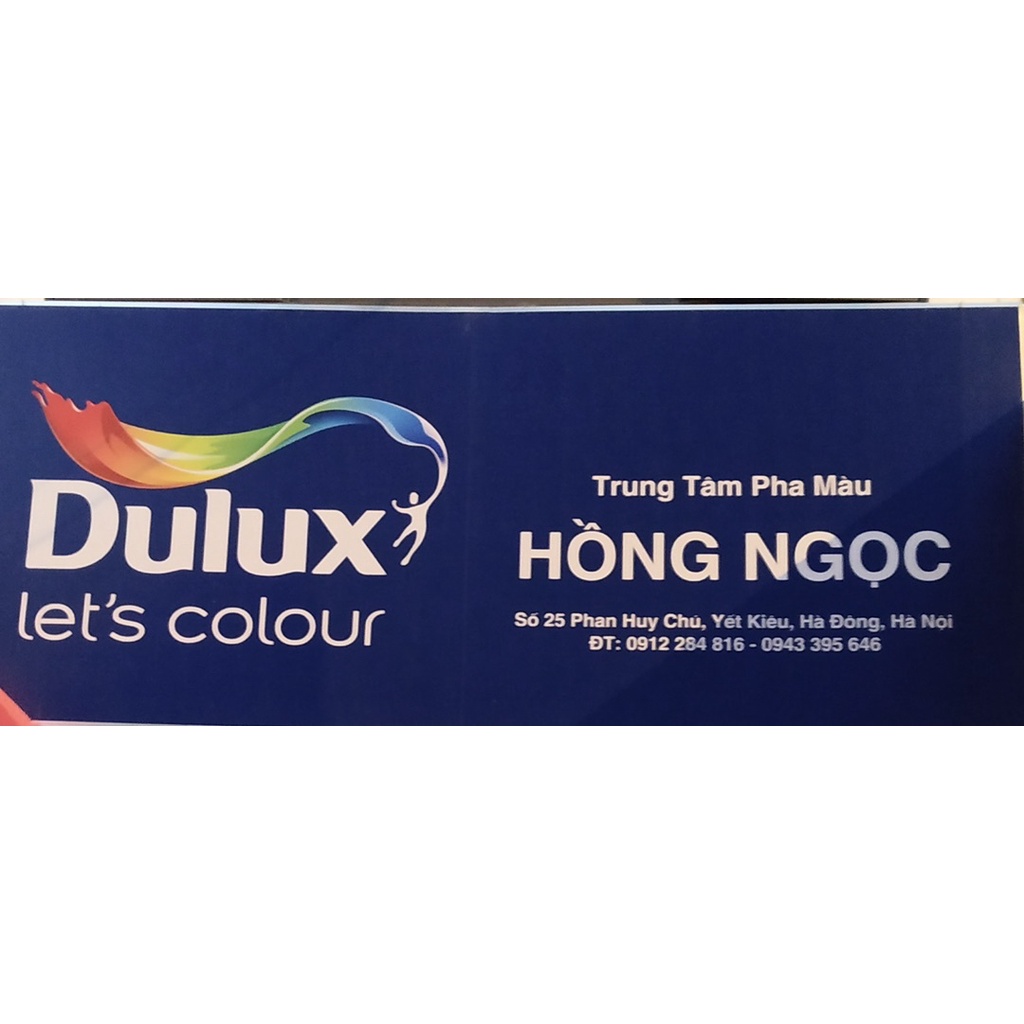 Dulux
let's colour
Trung Tâm Pha Màu
HỒNG NGỌC
Số 25 Phan Huy Chú, Yết Kiêu, Hà Đông, Hà Nội
ĐT: 0912 284 816 - 0943 395 646